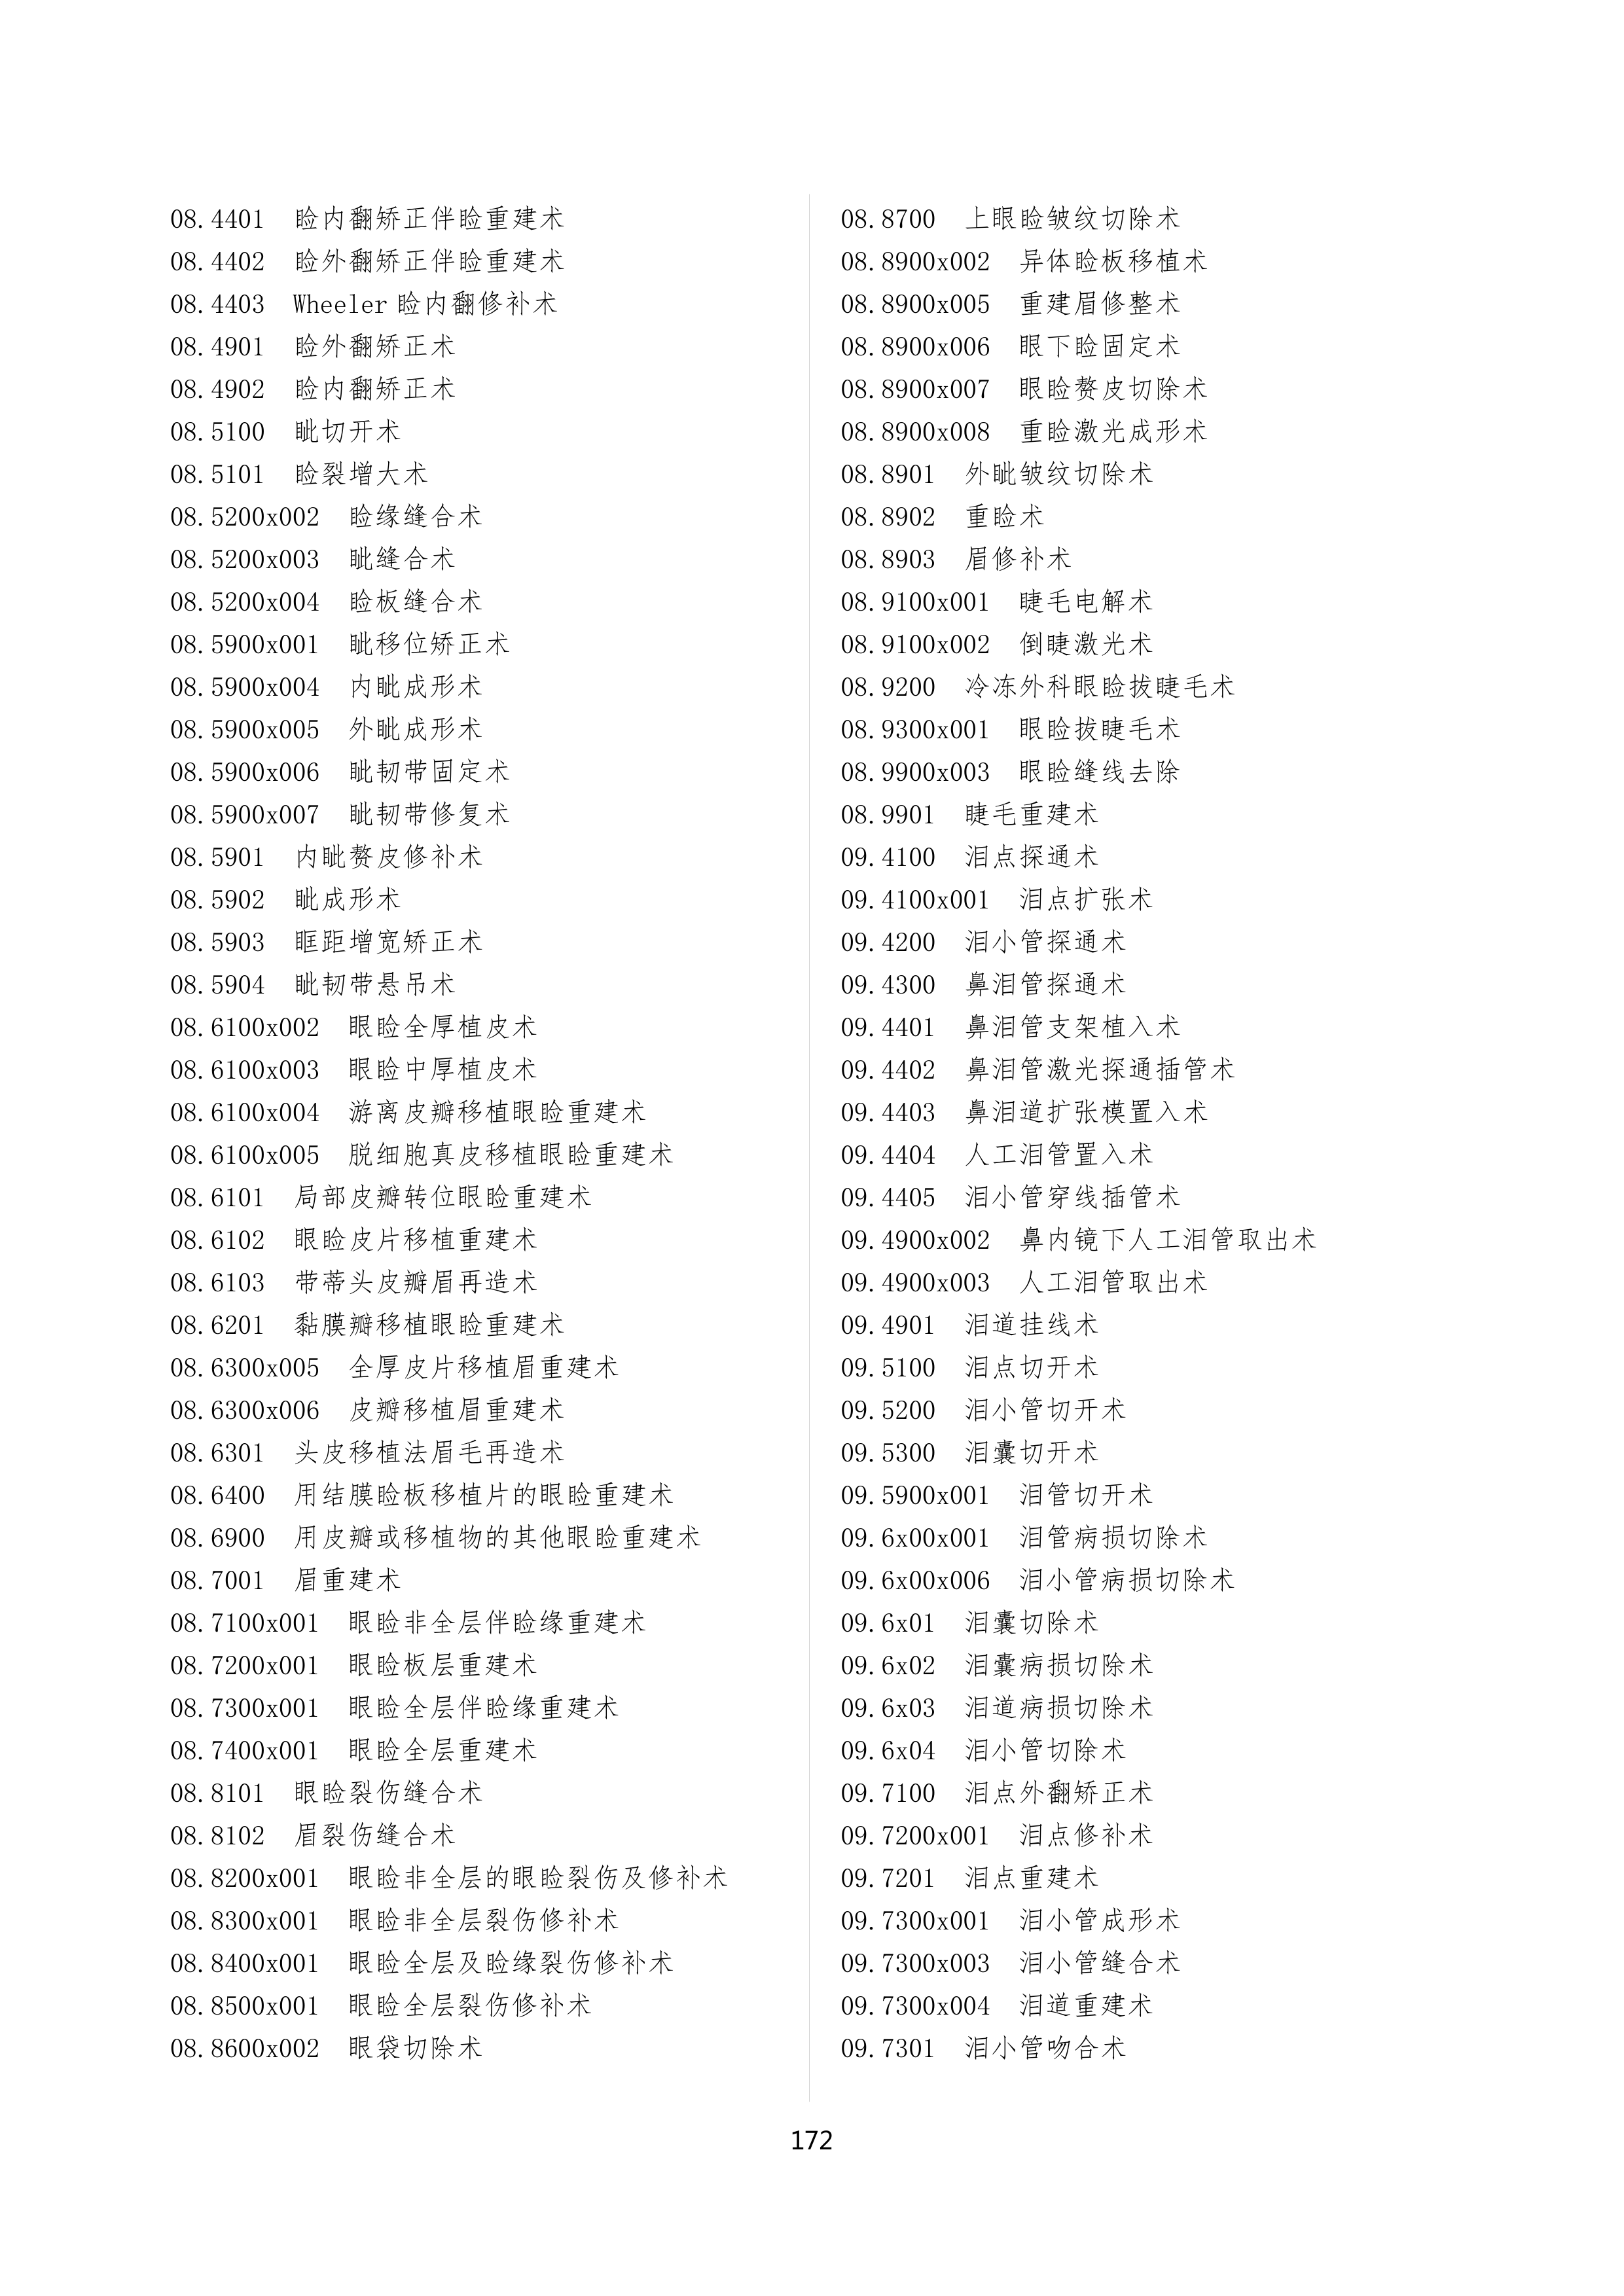 08.4401 睑内翻矫正伴睑重建术
08.4402 睑外翻矫正伴睑重建术
08.4403 Wheeler 睑内翻修补术
08.4901 睑外翻矫正术
08.4902 睑内翻矫正术
08.5100 眦切开术
08.5101 睑裂增大术
08.5200x002 睑缘缝合术
08.5200x003 眦缝合术
08.5200x004 睑板缝合术
08.5900x001 眦移位矫正术
08.5900x004 内眦成形术
08.5900x005 外眦成形术
08.5900x006 眦韧带固定术
08.5900x007 眦韧带修复术
08.5901 内眦赘皮修补术
08.5902 眦成形术
08.5903 眶距增宽矫正术
08.5904 眦韧带悬吊术
08.6100x002 眼睑全厚植皮术
08.6100x003 眼睑中厚植皮术
08.6100x004 游离皮瓣移植眼睑重建术
08.6100x005 脱细胞真皮移植眼睑重建术
08.6101 局部皮瓣转位眼睑重建术
08.6102 眼睑皮片移植重建术
08.6103 带蒂头皮瓣眉再造术
08.6201 黏膜瓣移植眼睑重建术
08.6300x005 全厚皮片移植眉重建术
08.6300x006 皮瓣移植眉重建术
08.6301 头皮移植法眉毛再造术
08.6400 用结膜睑板移植片的眼睑重建术
08.6900 用皮瓣或移植物的其他眼睑重建术
08.7001 眉重建术
08.7100x001 眼睑非全层伴睑缘重建术
08.7200x001 眼睑板层重建术
08.7300x001 眼睑全层伴睑缘重建术
08.7400x001 眼睑全层重建术
08.8101 眼睑裂伤缝合术
08.8102 眉裂伤缝合术
08.8200x001 眼睑非全层的眼睑裂伤及修补术
08.8300x001 眼睑非全层裂伤修补术
08.8400x001 眼睑全层及睑缘裂伤修补术
08.8500x001 眼睑全层裂伤修补术
08.8600x002 眼袋切除术
08.8700 上眼睑皱纹切除术
08.8900x002 异体睑板移植术
08.8900x005 重建眉修整术
08.8900x006 眼下睑固定术
08.8900x007 眼睑赘皮切除术
08.8900x008 重睑激光成形术
08.8901 外眦皱纹切除术
08.8902 重睑术
08.8903 眉修补术
08.9100x001 睫毛电解术
08.9100x002 倒睫激光术
08.9200 冷冻外科眼睑拔睫毛术
08.9300x001 眼睑拔睫毛术
08.9900x003 眼睑缝线去除
08.9901 睫毛重建术
09.4100 泪点探通术
09.4100x001 泪点扩张术
09.4200 泪小管探通术
09.4300 鼻泪管探通术
09.4401 鼻泪管支架植入术
09.4402 鼻泪管激光探通插管术
09.4403 鼻泪道扩张模置入术
09.4404 人工泪管置入术
09.4405 泪小管穿线插管术
09.4900x002 鼻内镜下人工泪管取出术
09.4900x003 人工泪管取出术
09.4901 泪道挂线术
09.5100 泪点切开术
09.5200 泪小管切开术
09.5300 泪囊切开术
09.5900x001 泪管切开术
09.6x00x001 泪管病损切除术
09.6x00x006 泪小管病损切除术
09.6x01 泪囊切除术
09.6x02 泪囊病损切除术
09.6x03 泪道病损切除术
09.6x04 泪小管切除术
09.7100 泪点外翻矫正术
09.7200x001 泪点修补术
09.7201 泪点重建术
09.7300x001 泪小管成形术
09.7300x003 泪小管缝合术
09.7300x004 泪道重建术
09.7301 泪小管吻合术
172